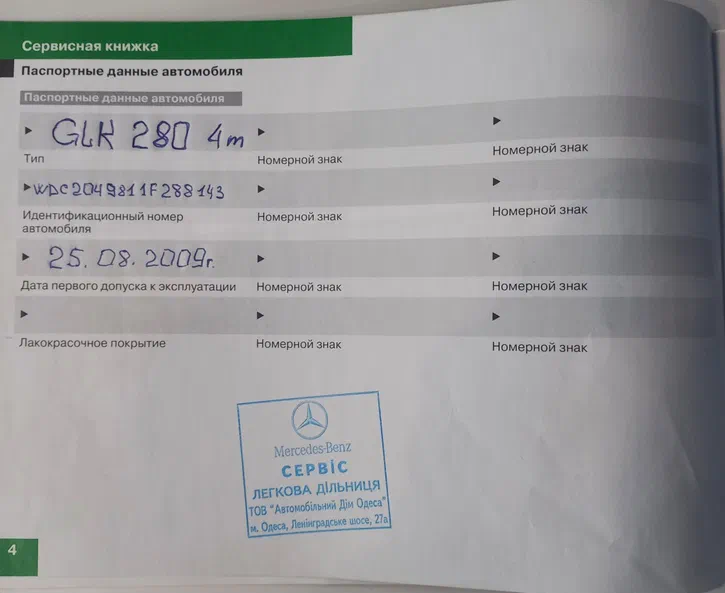 Сервисная книжка
Паспортные данные автомобиля
Паспортные данные автомобиля
GLK 280 4m
Тип
Номерной знак
Номерной знак
WDC2049811F288143
Идентификационный номер
автомобиля
Номерной знак
Номерной знак
25.08.2009г.
Дата первого допуска к эксплуатации
Номерной знак
Номерной знак
Лакокрасочное покрытие
Номерной знак
Номерной знак
Mercedes-Benz
СЕРВІС
ЛЕГКОВА ДІЛЬНИЦЯ
ТОВ "Автомобільний Дім Одеса"
м. Одеса, Ленінградське шосе, 27а
4